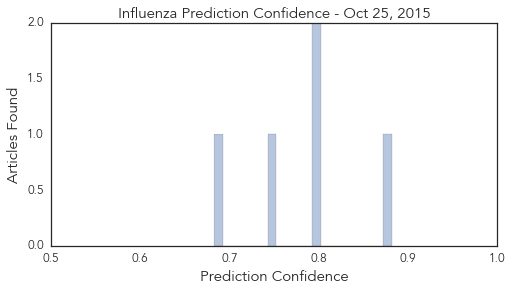 Influenza Prediction Confidence - Oct 25, 2015
2.0
1.5
1.0
0.5
0.0
Articles Found
0.5 0.6 0.7 0.8 0.9 1.0
Prediction Confidence